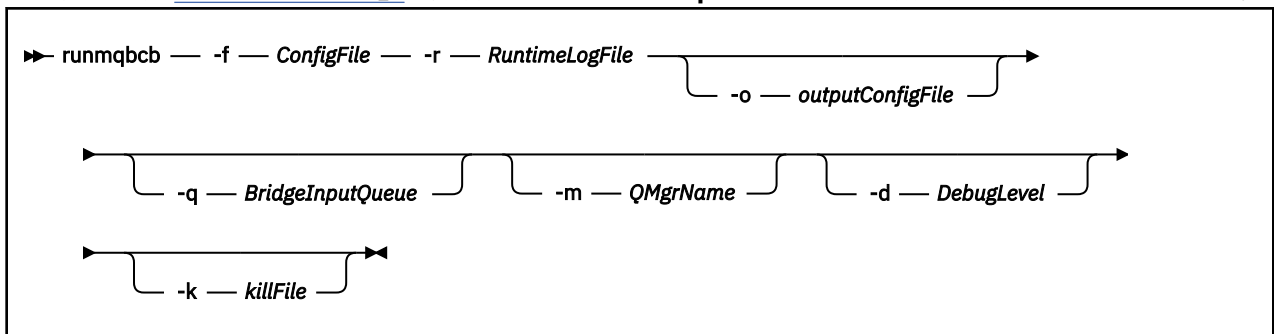 runmqbcb -f ConfigFile -r RuntimeLogFile
-o outputConfigFile
-q BridgeInputQueue -m QMgrName -d DebugLevel
-k killFile